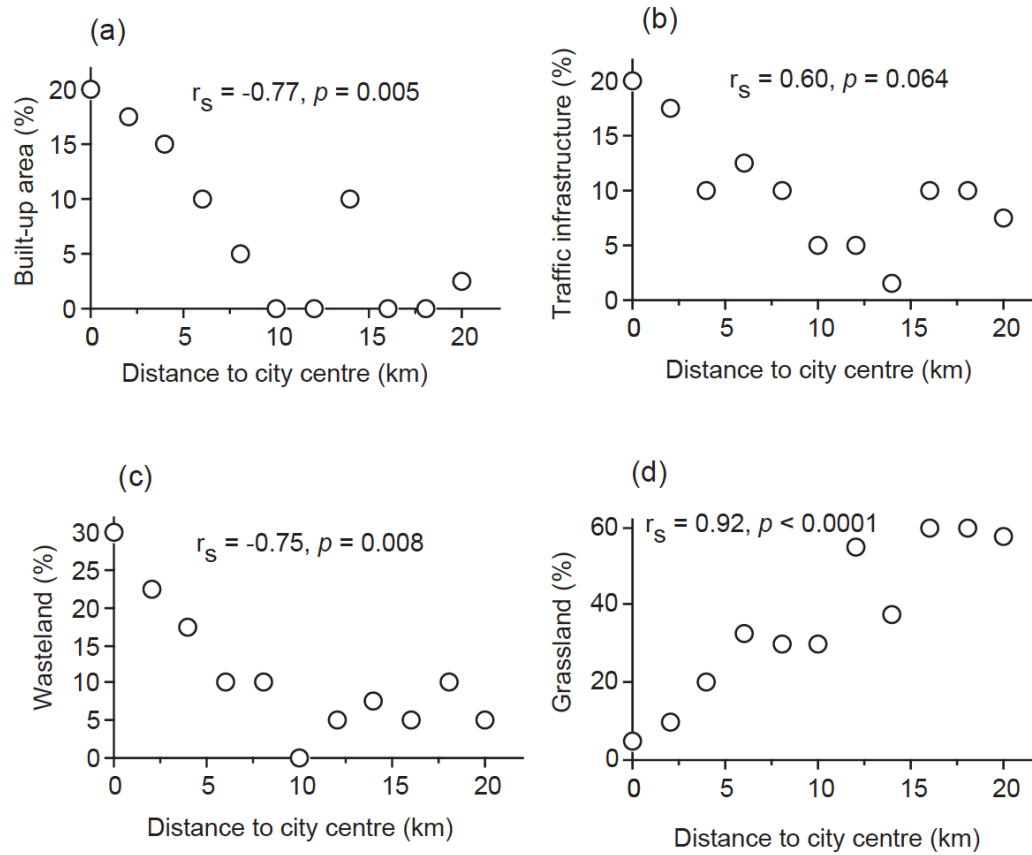 (a)
r_s = -0.77, p = 0.005
Built-up area (%)
20
15
10
5
0
0 5 10 15 20
Distance to city centre (km)
(b)
r_s = 0.60, p = 0.064
Traffic infrastructure (%)
20
15
10
5
0
0 5 10 15 20
Distance to city centre (km)
(c)
r_s = -0.75, p = 0.008
Wasteland (%)
30
25
20
15
10
5
0
0 5 10 15 20
Distance to city centre (km)
(d)
r_s = 0.92, p < 0.0001
Grassland (%)
60
40
20
0
0 5 10 15 20
Distance to city centre (km)